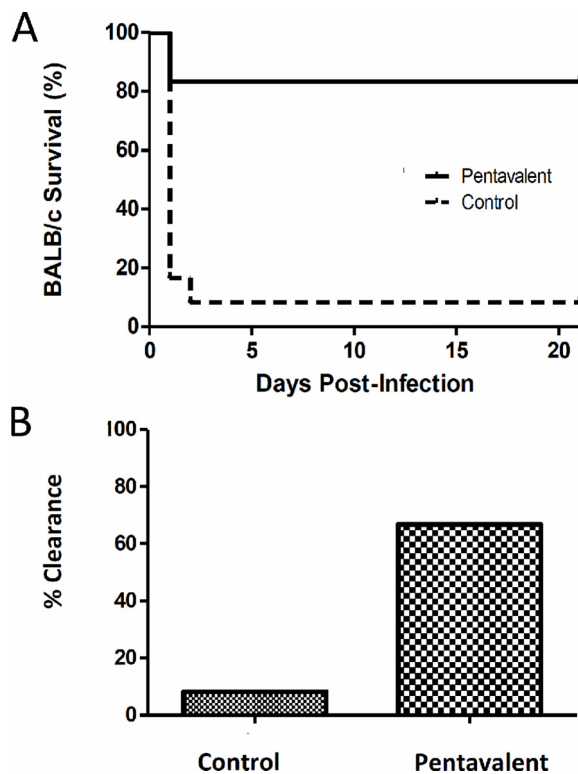 A
BALB/c Survival (%)
100
80
60
40
20
0
Pentavalent
Control
0 5 10 15 20
Days Post-Infection
B
% Clearance
100
80
60
40
20
0
Control Pentavalent